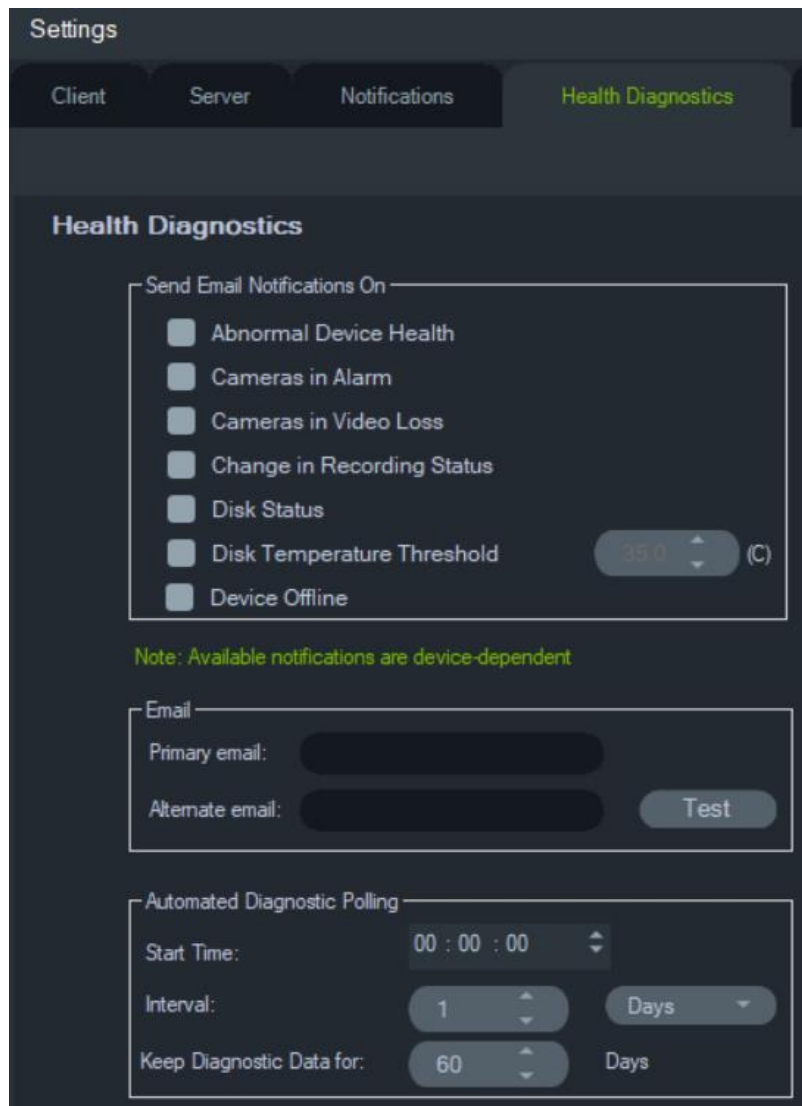 Settings
Client Server Notifications Health Diagnostics
Health Diagnostics
Send Email Notifications On
Abnormal Device Health
Cameras in Alarm
Cameras in Video Loss
Change in Recording Status
Disk Status
Disk Temperature Threshold 35.0 (C)
Device Offline
Note: Available notifications are device-dependent
Email
Primary email:
Alternate email: Test
Automated Diagnostic Polling
Start Time: 00 : 00 : 00
Interval: 1 Days
Keep Diagnostic Data for: 60 Days